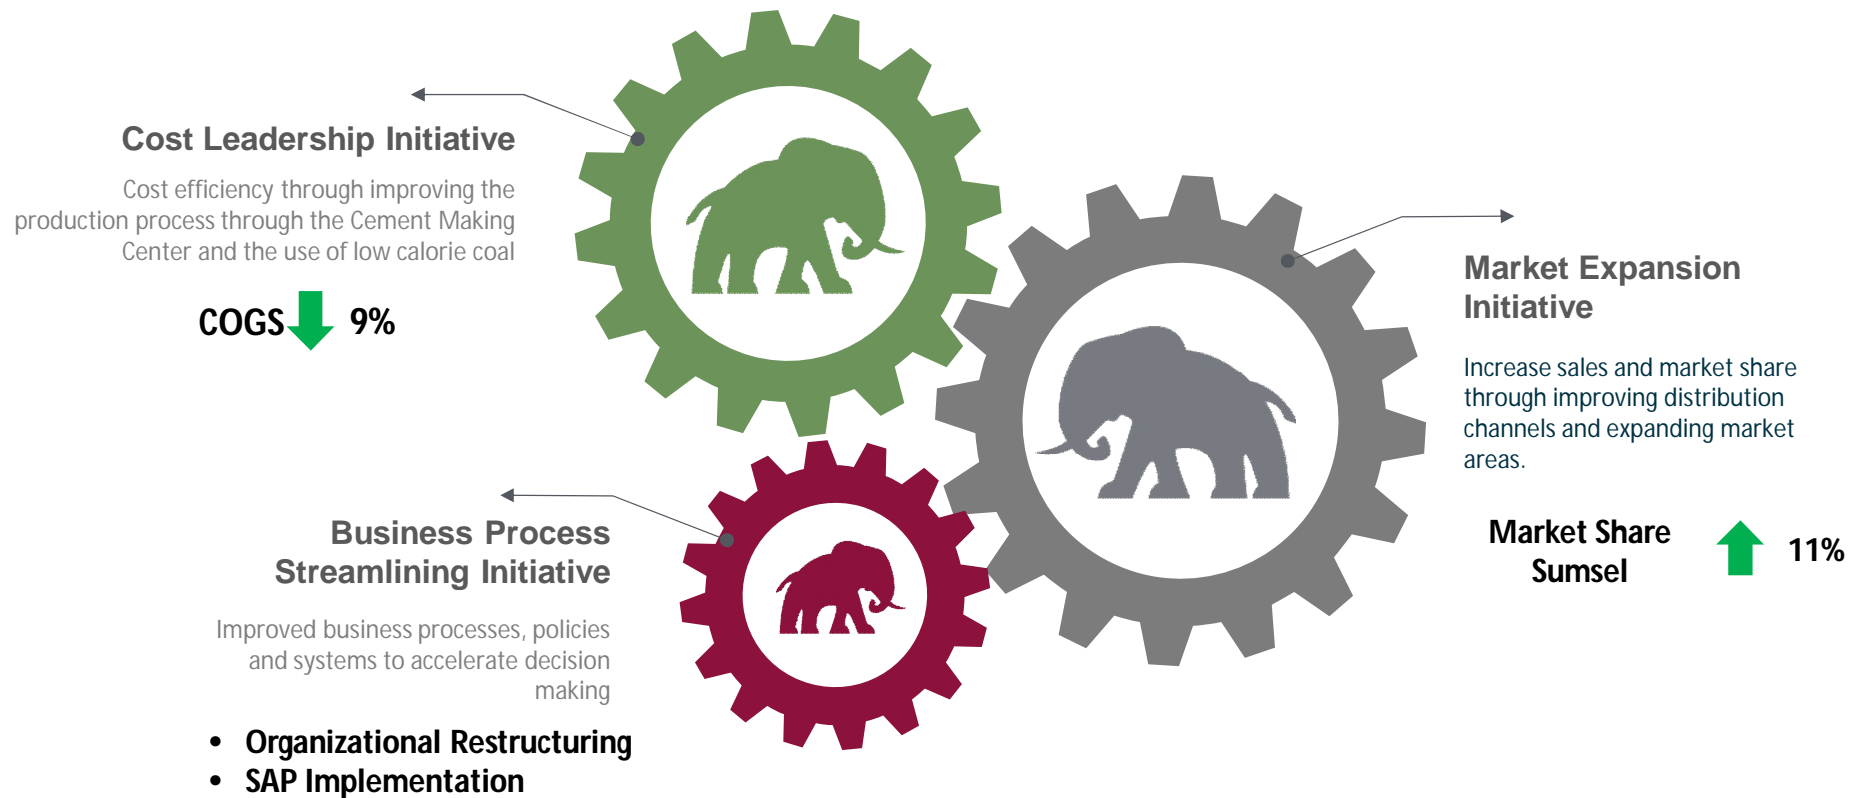 Cost Leadership Initiative
Cost efficiency through improving the
production process through the Cement Making
Center and the use of low calorie coal
COGS 9%
Market Expansion
Initiative
Increase sales and market share
through improving distribution
channels and expanding market
areas.
Market Share
Sumsel
11%
Business Process
Streamlining Initiative
Improved business processes, policies
and systems to accelerate decision
making
• Organizational Restructuring
• SAP Implementation